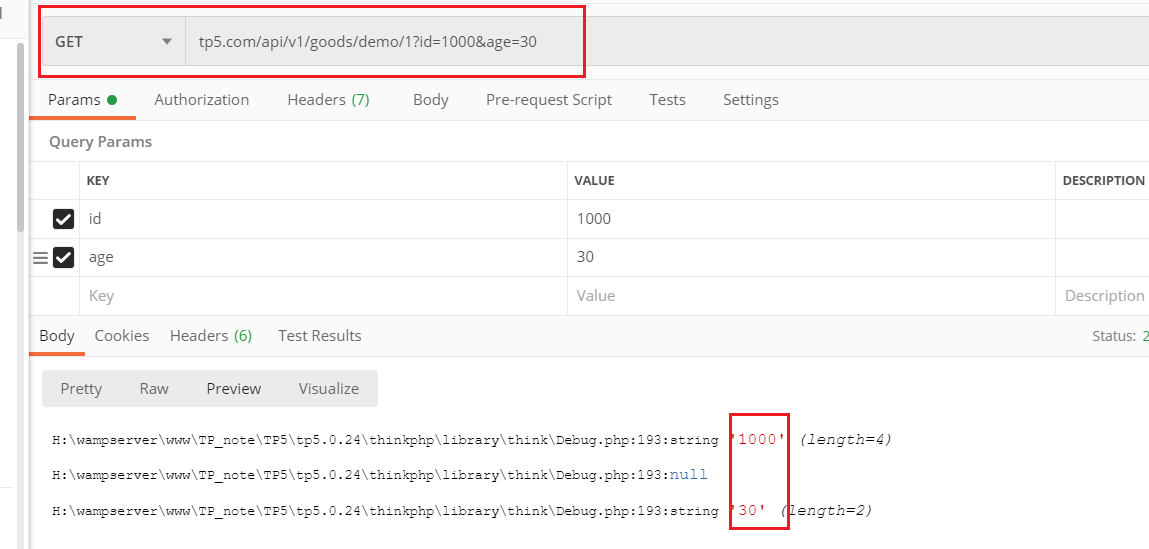 GET tp5.com/api/v1/goods/demo/1?id=1000&age=30
Params Authorization Headers (7) Body Pre-request Script Tests Settings
Query Params
KEY VALUE DESCRIPTION
id 1000
age 30
Key Value Description
Body Cookies Headers (6) Test Results Status: 2
Pretty Raw Preview Visualize
H:\wampserver\www\TP_note\TP5\tp5.0.24\thinkphp\library\think\Debug.php:193:string '1000' (length=4)
H:\wampserver\www\TP_note\TP5\tp5.0.24\thinkphp\library\think\Debug.php:193:null
H:\wampserver\www\TP_note\TP5\tp5.0.24\thinkphp\library\think\Debug.php:193:string '30' (length=2)